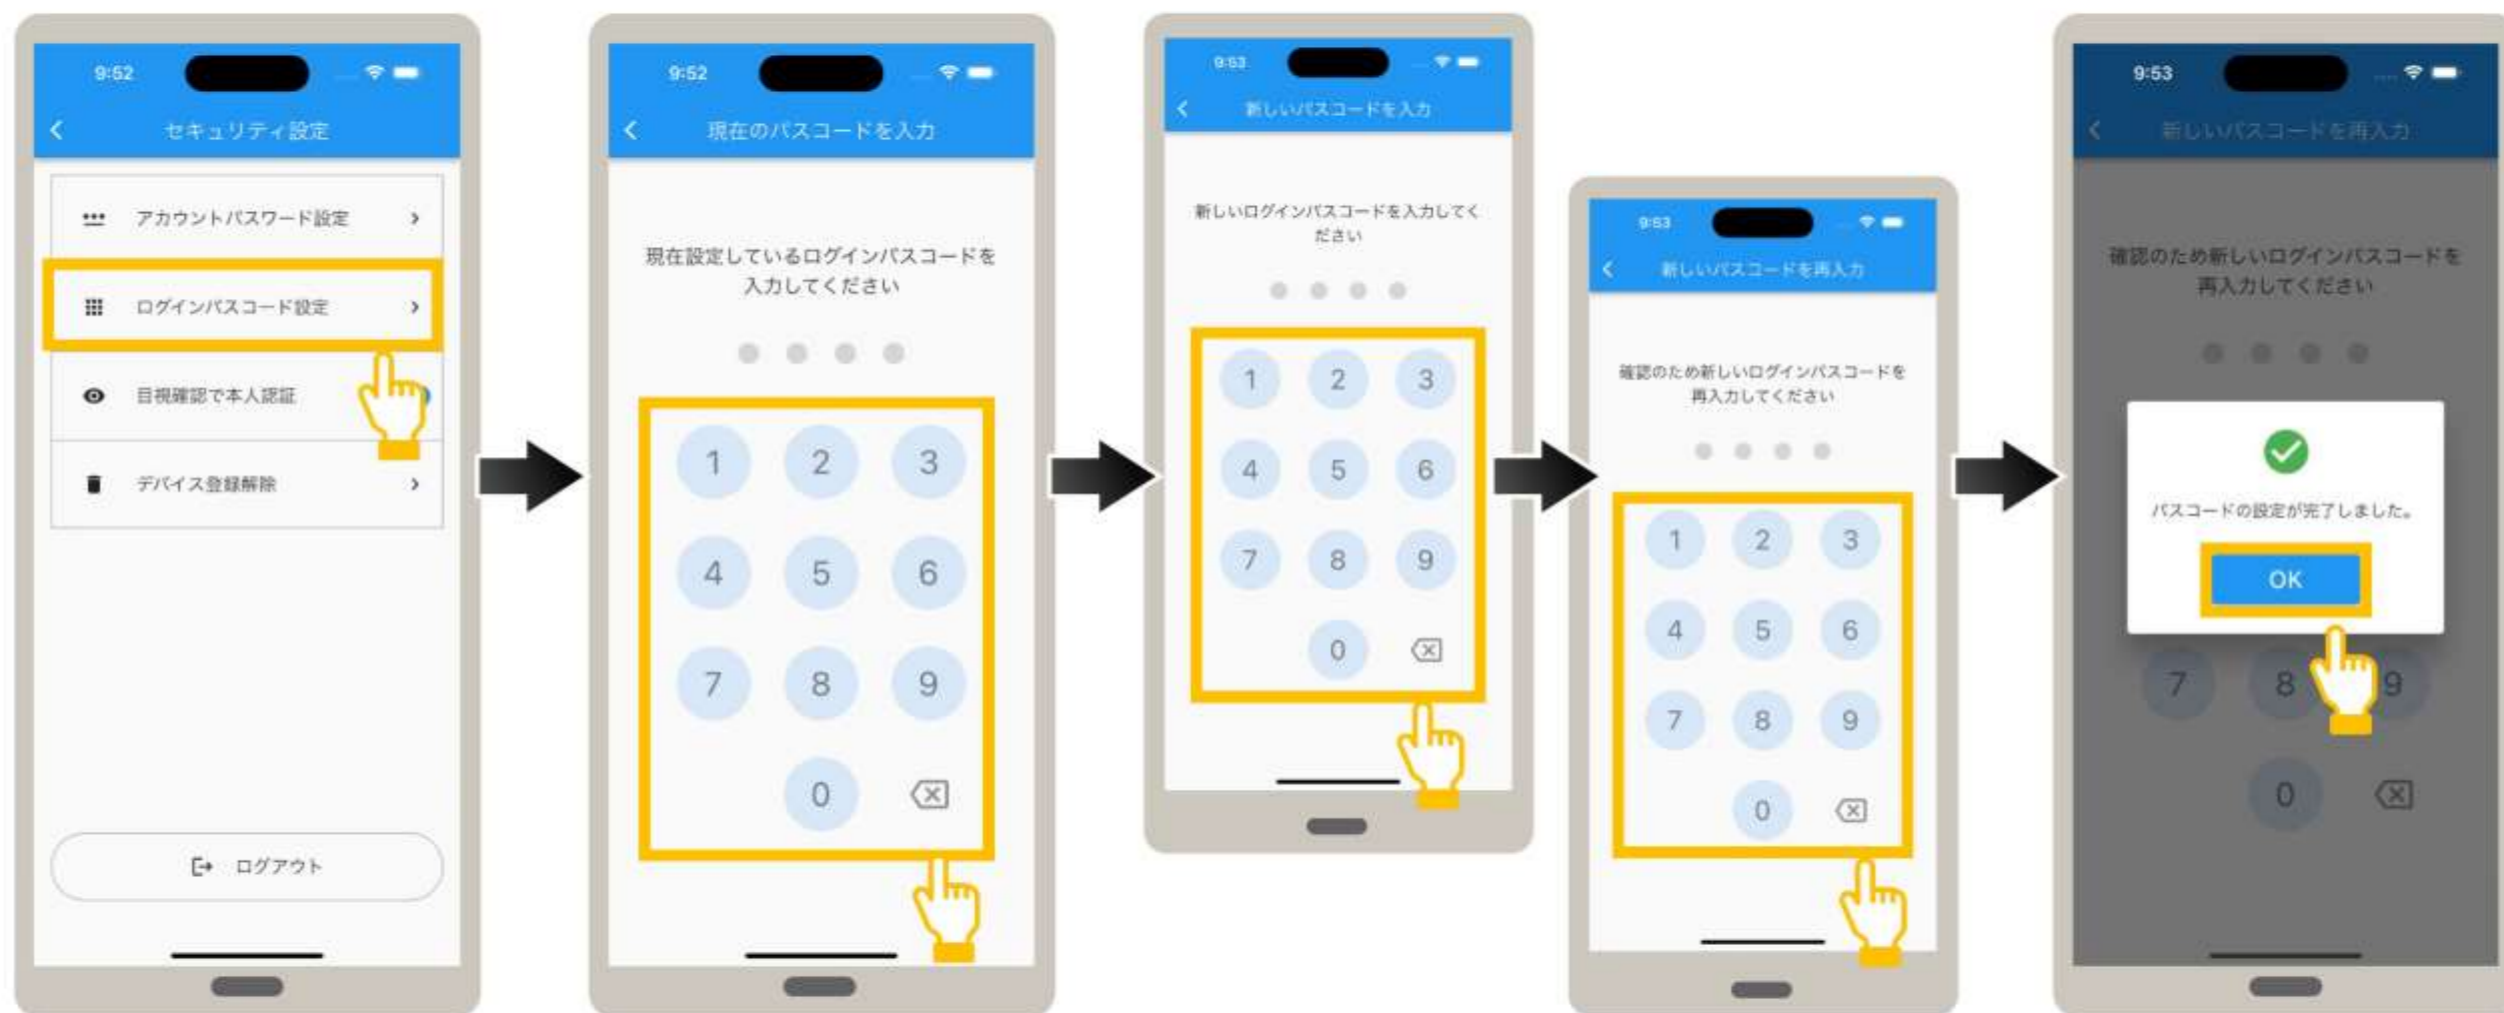 9:52
セキュリティ設定
アカウントパスワード設定
ログインパスコード設定
目視確認で本人認証
デバイス登録解除
ログアウト
9:52
現在のパスコードを入力
現在設定しているログインパスコードを
入力してください
1 2 3
4 5 6
7 8 9
0
9:53
新しいパスコードを入力
新しいログインパスコードを入力してく
ださい
1 2 3
4 5 6
7 8 9
0
9:53
新しいパスコードを再入力
確認のため新しいログインパスコードを
再入力してください
1 2 3
4 5 6
7 8 9
0
9:53
新しいパスコードを再入力
確認のため新しいログインパスコードを
再入力してください
パスコードの設定が完了しました。
OK
7 8 9
0